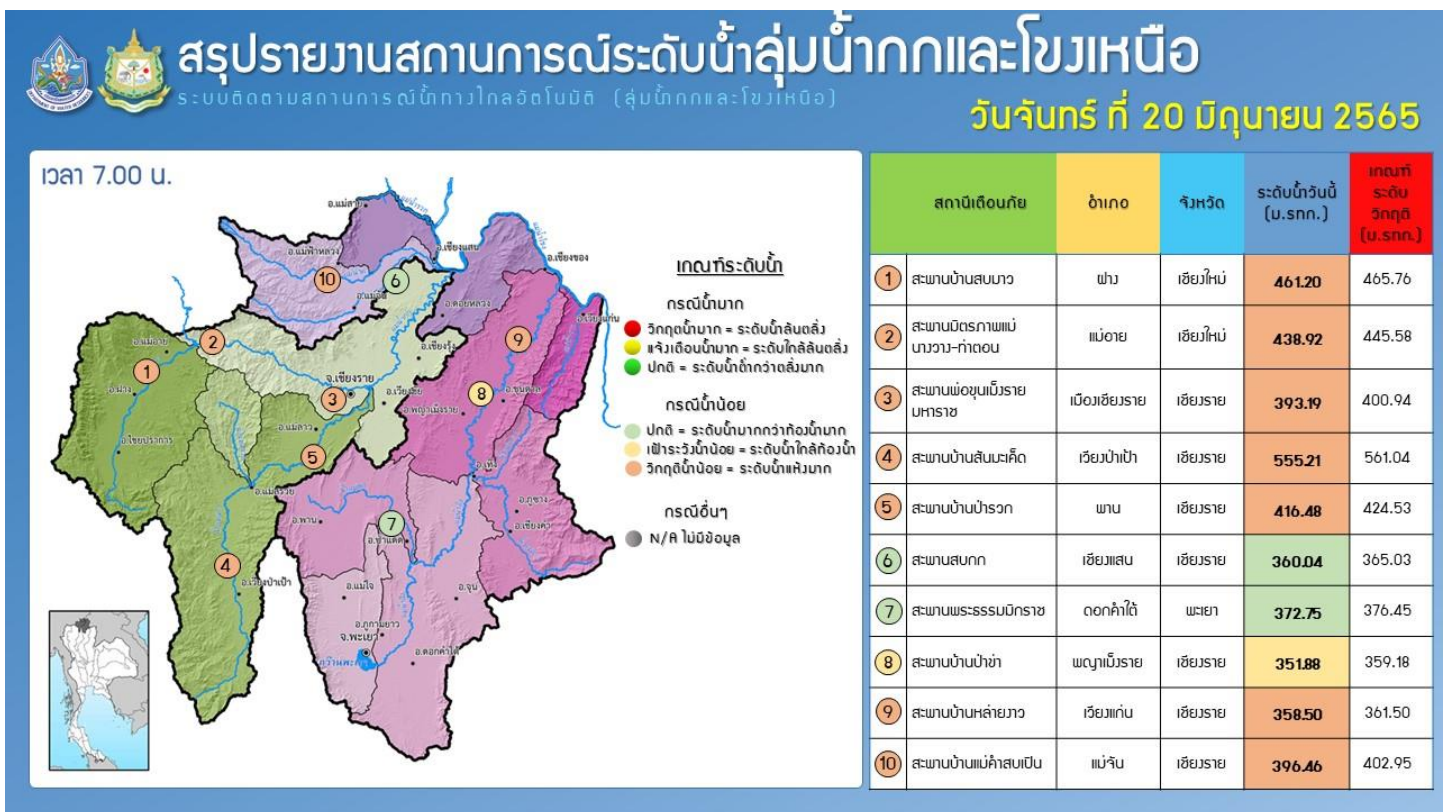 สรุปรายงานสถานการณ์ระดับน้ำลุ่มน้ำกกและโขงเหนือ
ระบบติดตามสถานการณ์น้ำทางไกลอัตโนมัติ (ลุ่มน้ำกกและโขงเหนือ)
วันจันทร์ ที่ 20 มิถุนายน 2565
เวลา 7.00 น.
อ.แม่สาย
แม่น้ำรวก
อ.แม่ฟ้าหลวง
อ.เชียงแสน
แม่น้ำโขง
อ.เชียงของ
10
6
อ.แม่จัน
อ.ดอยหลวง
อ.เวียงแก่น
อ.แม่อาย
2
9
1
อ.เชียงรุ้ง
อ.ฝาง
จ.เชียงราย
3
อ.เวียงชัย
8
อ.ขุนตาล
อ.พญาเม็งราย
อ.แม่ลาว
อ.ไชยปราการ
5
อ.เทิง
อ.แม่สรวย
อ.ภูซาง
อ.พาน
7
อ.เชียงคำ
อ.ป่าแดด
4
อ.เวียงป่าเป้า
อ.แม่ใจ
อ.จุน
อ.ภูกามยาว
จ.พะเยา
กว๊านพะเยา
อ.ดอกคำใต้
เกณฑ์ระดับน้ำ
กรณีน้ำมาก
วิกฤตน้ำมาก = ระดับน้ำล้นตลิ่ง
แจ้งเตือนน้ำมาก = ระดับใกล้ล้นตลิ่ง
ปกติ = ระดับน้ำต่ำกว่าตลิ่งมาก
กรณีน้ำน้อย
ปกติ = ระดับน้ำมากกว่าท้องน้ำมาก
เฝ้าระวังน้ำน้อย = ระดับน้ำใกล้ท้องน้ำ
วิกฤติน้ำน้อย = ระดับน้ำแห้งมาก
กรณีอื่นๆ
N/A ไม่มีข้อมูล
สถานีเตือนภัย อำเภอ จังหวัด ระดับน้ำวันนี้ (ม.รทก.) เกณฑ์ ระดับ วิกฤติ (ม.รทก.)
1 สะพานบ้านสบมาว ฝาง เชียงใหม่ 461.20 465.76
2 สะพานมิตรภาพแม่นางวาง-ท่าตอน แม่อาย เชียงใหม่ 438.92 445.58
3 สะพานพ่อขุนเม็งรายมหาราช เมืองเชียงราย เชียงราย 393.19 400.94
4 สะพานบ้านสันมะเค็ด เวียงป่าเป้า เชียงราย 555.21 561.04
5 สะพานบ้านป่ารวก พาน เชียงราย 416.48 424.53
6 สะพานสบกก เชียงแสน เชียงราย 360.04 365.03
7 สะพานพระธรรมมิกราช ดอกคำใต้ พะเยา 372.75 376.45
8 สะพานบ้านป่าข่า พญาเม็งราย เชียงราย 351.88 359.18
9 สะพานบ้านหล่ายงาว เวียงแก่น เชียงราย 358.50 361.50
10 สะพานบ้านแม่คำสบเปิน แม่จัน เชียงราย 396.46 402.95